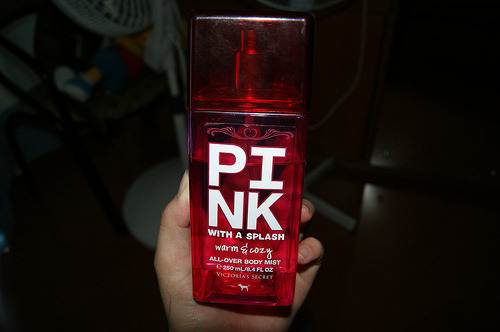 PI
NK
WITH A SPLASH
warm & cozy
ALL-OVER BODY MIST
℮ 250 mL/8.4 FL OZ
VICTORIA'S SECRET